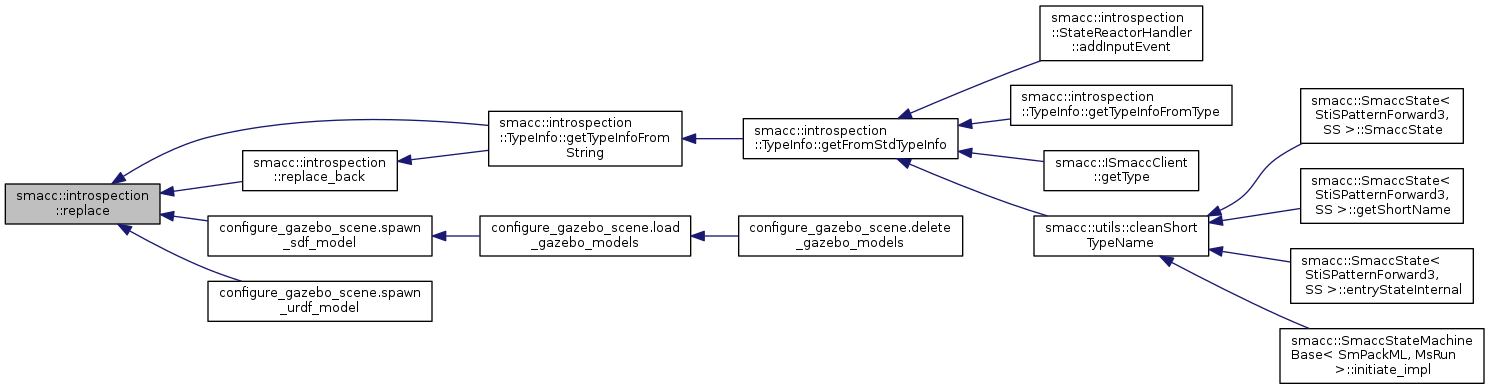 smacc::introspection
::replace
smacc::introspection
::TypeInfo::getTypeInfoFrom
String
smacc::introspection
::replace_back
configure_gazebo_scene.spawn
_sdf_model
configure_gazebo_scene.spawn
_urdf_model
configure_gazebo_scene.load
_gazebo_models
configure_gazebo_scene.delete
_gazebo_models
smacc::introspection
::TypeInfo::getFromStdTypeInfo
smacc::introspection
::StateReactorHandler
::addInputEvent
smacc::introspection
::TypeInfo::getTypeInfoFromType
smacc::ISmaccClient
::getType
smacc::utils::cleanShort
TypeName
smacc::SmaccState<
StiSPatternForward3,
SS >::SmaccState
smacc::SmaccState<
StiSPatternForward3,
SS >::getShortName
smacc::SmaccState<
StiSPatternForward3,
SS >::entryStateInternal
smacc::SmaccStateMachine
Base< SmPackML, MsRun
>::initiate_impl